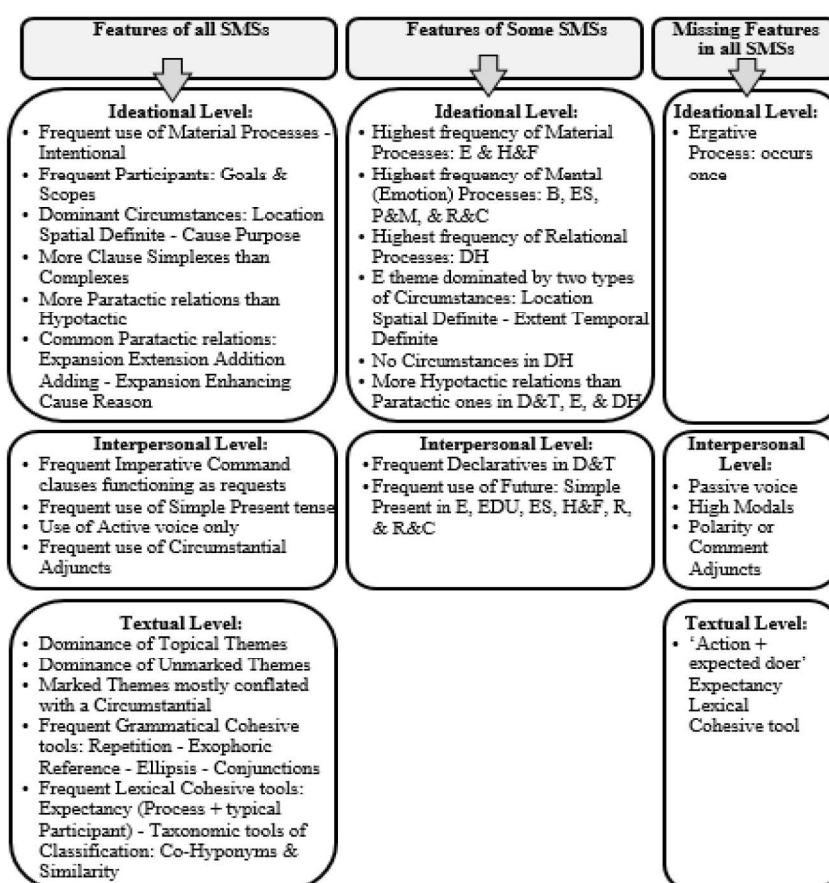 Features of all SMSs
Ideational Level:
• Frequent use of Material Processes -
Intentional
• Frequent Participants: Goals &
Scopes
• Dominant Circumstances: Location
Spatial Definite - Cause Purpose
• More Clause Simplexes than
Complexes
• More Paratactic relations than
Hypotactic
• Common Paratactic relations:
Expansion Extension Addition
Adding - Expansion Enhancing
Cause Reason
Interpersonal Level:
• Frequent Imperative Command
clauses functioning as requests
• Frequent use of Simple Present tense
• Use of Active voice only
• Frequent use of Circumstantial
Adjuncts
Textual Level:
• Dominance of Topical Themes
• Dominance of Unmarked Themes
• Marked Themes mostly conflated
with a Circumstantial
• Frequent Grammatical Cohesive
tools: Repetition - Exophoric
Reference - Ellipsis - Conjunctions
• Frequent Lexical Cohesive tools:
Expectancy (Process + typical
Participant) - Taxonomic tools of
Classification: Co-Hyponyms &
Similarity
Features of Some SMSs
Ideational Level:
• Highest frequency of Material
Processes: E & H&F
• Highest frequency of Mental
(Emotion) Processes: B, ES,
P&M, & R&C
• Highest frequency of Relational
Processes: DH
• E theme dominated by two types
of Circumstances: Location
Spatial Definite - Extent Temporal
Definite
• No Circumstances in DH
• More Hypotactic relations than
Paratactic ones in D&T, E, & DH
Interpersonal Level:
• Frequent Declaratives in D&T
• Frequent use of Future: Simple
Present in E, EDU, ES, H&F, R,
& R&C
Missing Features
in all SMSs
Ideational Level:
• Ergative
Process: occurs
once
Interpersonal
Level:
• Passive voice
• High Modals
• Polarity or
Comment
Adjuncts
Textual Level:
• ‘Action +
expected doer’
Expectancy
Lexical
Cohesive tool